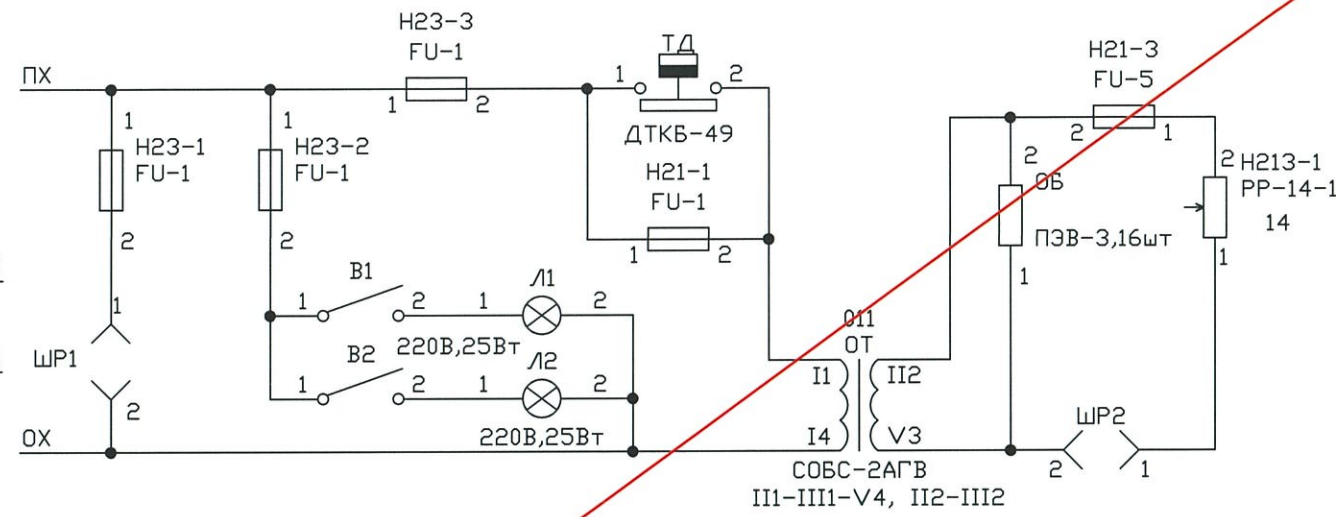 Н23-3
FU-1
ТД
Н21-3
FU-5
ПХ
1
2
1
2
ДТКБ-49
2
1
1
Н23-1
FU-1
2
1
Н23-2
FU-1
2
Н21-1
FU-1
1
2
2
ОБ
ПЭВ-3,16шт
1
2
Н213-1
РР-14-1
14
1
1
ШР1
2
В1
1
2
1
Л1
2
220В,25Вт
В2
1
2
1
Л2
2
220В,25Вт
011
ОТ
I1
II2
I4
V3
СОБС-2АГВ
II1-III1-V4, II2-III2
ШР2
2
1
ОХ